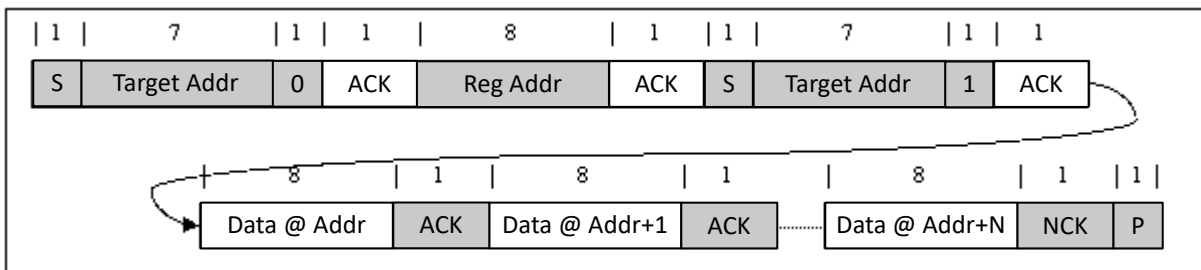 | 1 | 7 | 1 | 1 | 8 | 1 | 1 | 7 | 1 | 1
S Target Addr 0 ACK Reg Addr ACK S Target Addr 1 ACK
| 8 | 1 | 8 | 1 | 8 | 1 | 1 |
Data @ Addr ACK Data @ Addr+1 ACK Data @ Addr+N NCK P